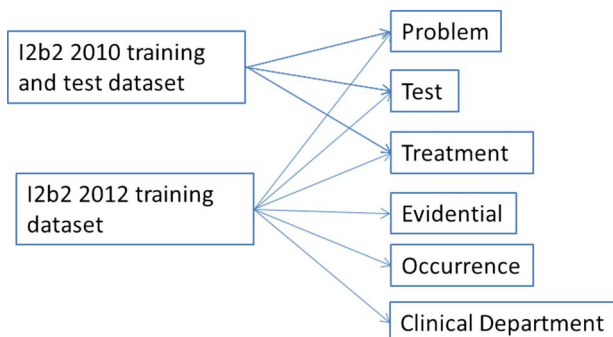 I2b2 2010 training
and test dataset
I2b2 2012 training
dataset
Problem
Test
Treatment
Evidential
Occurrence
Clinical Department